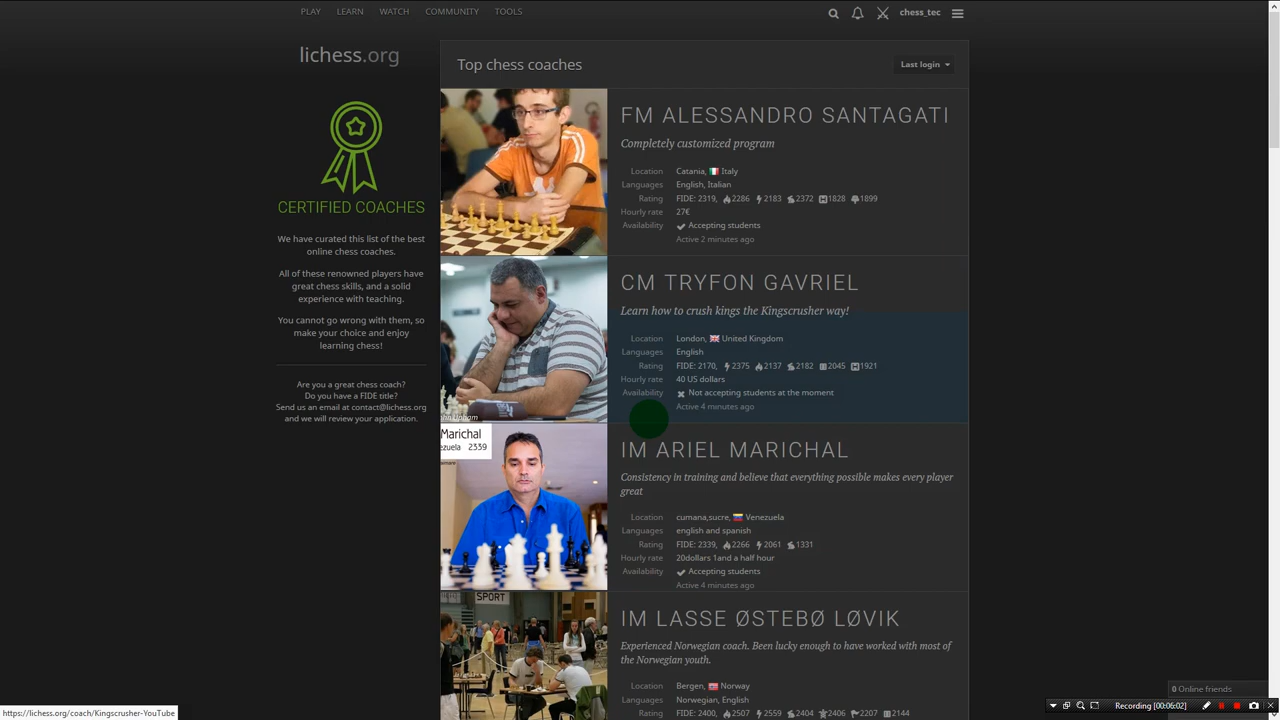 PLAY LEARN WATCH COMMUNITY TOOLS
chess_tec
lichess.org
CERTIFIED COACHES
We have curated this list of the best
online chess coaches.
All of these renowned players have
great chess skills, and a solid
experience with teaching.
You cannot go wrong with them, so
make your choice and enjoy
learning chess!
Are you a great chess coach?
Do you have a FIDE title?
Send us an email at contact@lichess.org
and we will review your application.
Top chess coaches
Last login
FM ALESSANDRO SANTAGATI
Completely customized program
Location Catania, Italy
Languages English, Italian
Rating FIDE: 2319, 2286 2183 2372 1828 1899
Hourly rate 27€
Availability Accepting students
Active 2 minutes ago
CM TRYFON GAVRIEL
Learn how to crush kings the Kingscrusher way!
Location London, United Kingdom
Languages English
Rating FIDE: 2170, 2375 2137 2182 2045 1921
Hourly rate 40 US dollars
Availability Not accepting students at the moment
Active 4 minutes ago
Upham
Marichal
ezuela 2339
IM ARIEL MARICHAL
Consistency in training and believe that everything possible makes every player
great
Location cumana,sucre, Venezuela
Languages english and spanish
Rating FIDE: 2339, 2266 2061 1331
Hourly rate 20dollars 1and a half hour
Availability Accepting students
Active 4 minutes ago
SPORT
IM LASSE ØSTEBØ LØVIK
Experienced Norwegian coach. Been lucky enough to have worked with most of
the Norwegian youth.
Location Bergen, Norway
Languages Norwegian, English
Rating FIDE: 2400, 2507 2559 2404 2406 2207 2144
0 Online friends
https://lichess.org/coach/Kingscrusher-YouTube
Recording [00:06:02]